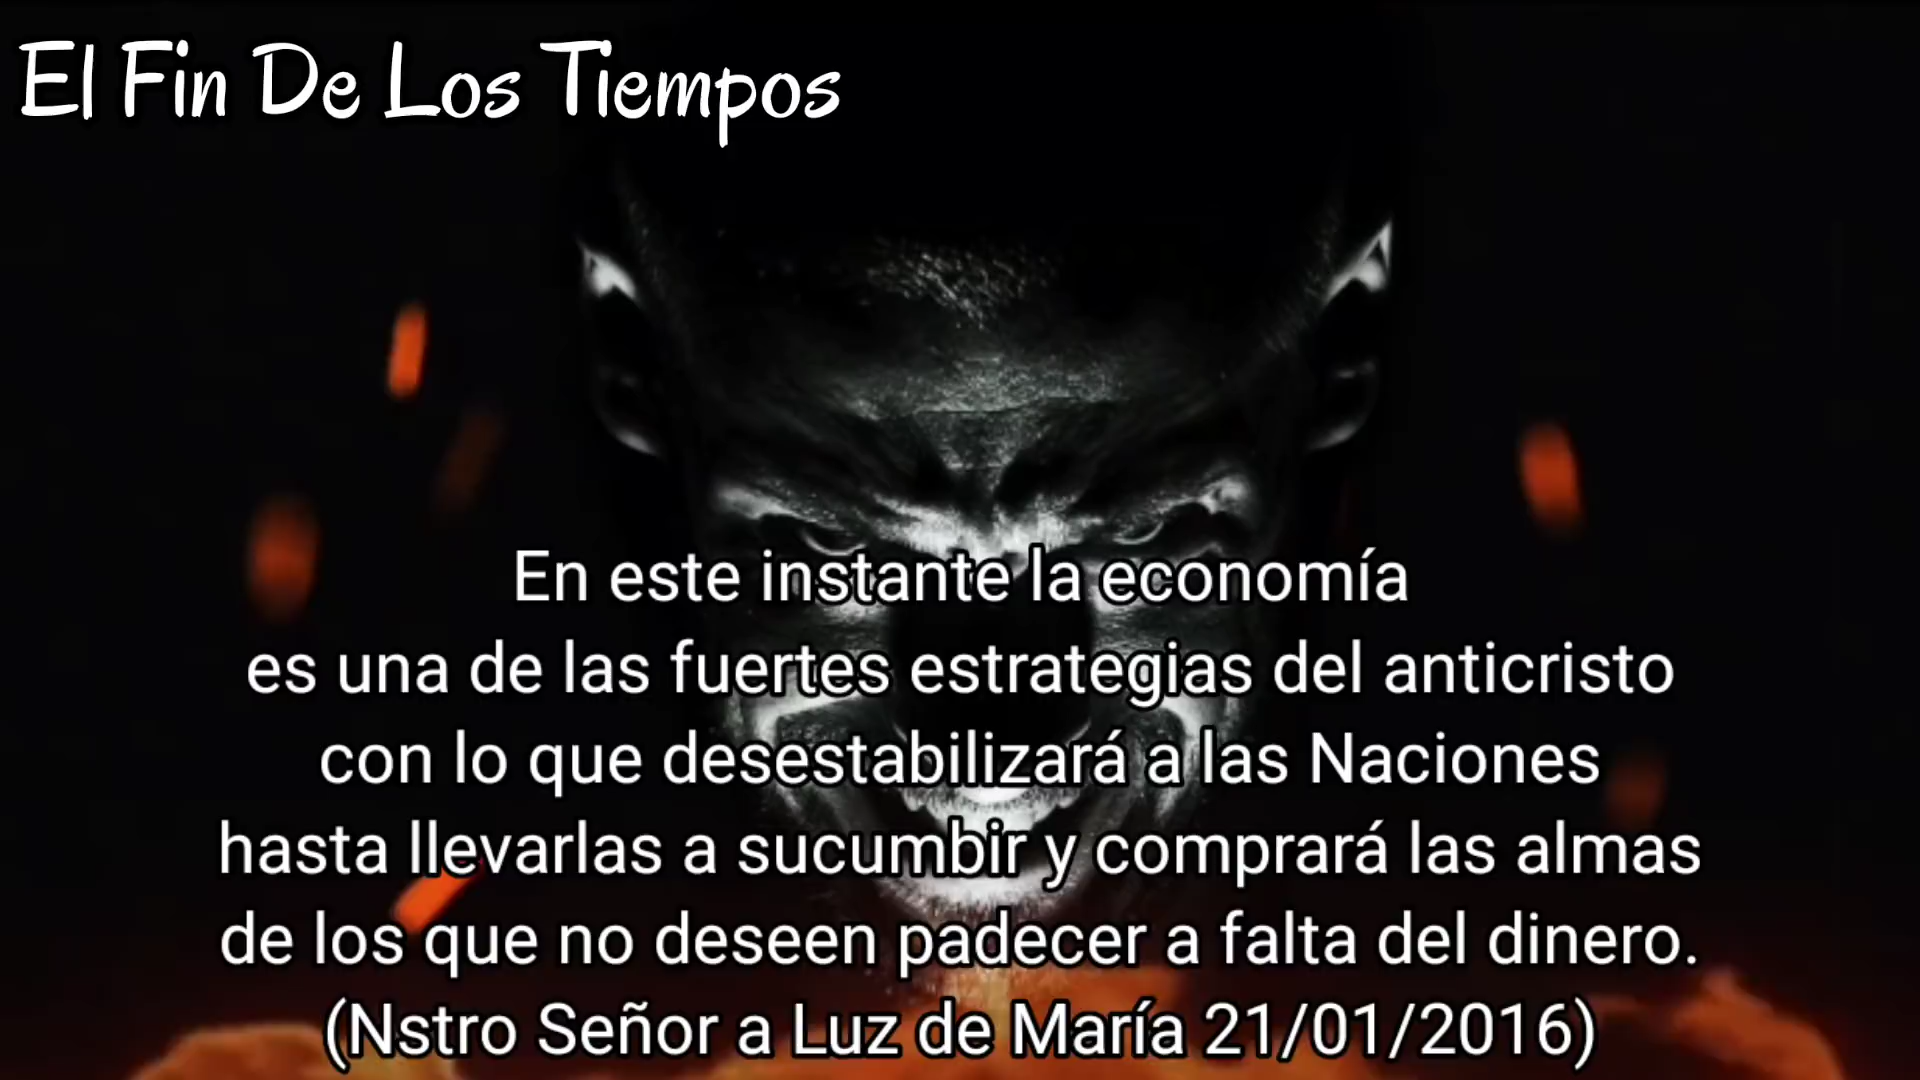 El Fin De Los Tiempos
En este instante la economía
es una de las fuertes estrategias del anticristo
con lo que desestabilizará a las Naciones
hasta llevarlas a sucumbir y comprará las almas
de los que no deseen padecer a falta del dinero.
(Nstro Señor a Luz de María 21/01/2016)